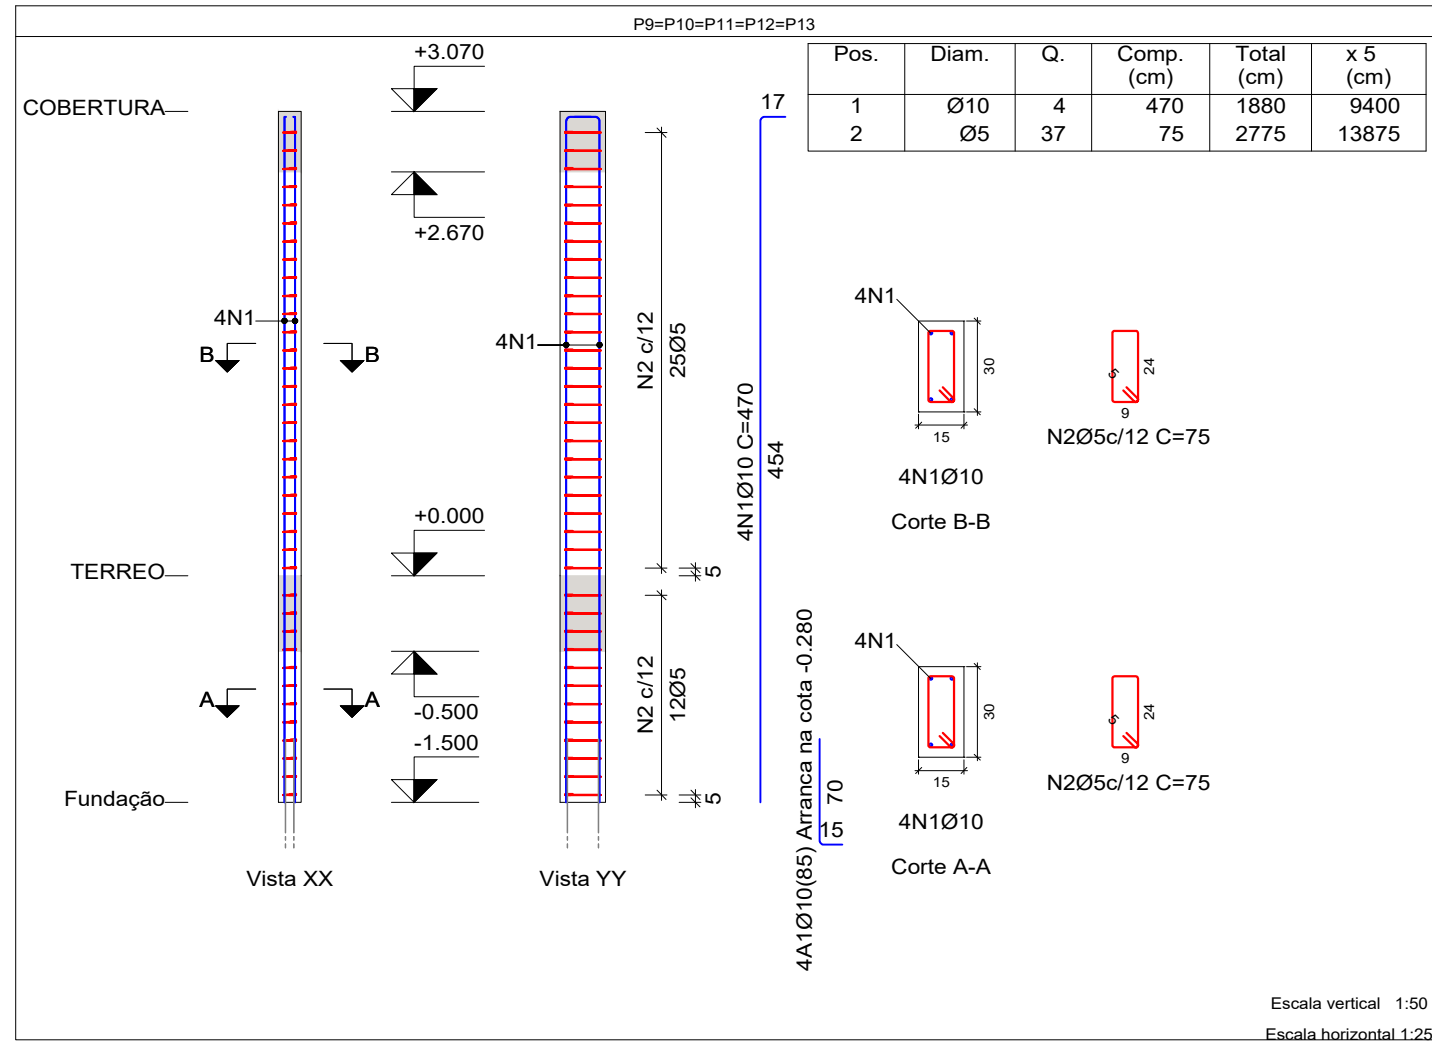 P9=P10=P11=P12=P13
Pos. Diam. Q. Comp. (cm) Total (cm) x 5 (cm)
1 Ø10 4 470 1880 9400
2 Ø5 37 75 2775 13875
+3.070
COBERTURA
+2.670
4N1
B B
4N1
N2 c/12
25Ø5
17
4N1Ø10 C=470
454
+0.000
TERREO
5
N2 c/12
12Ø5
A A
-0.500
-1.500
Fundação
5
4A1Ø10(85) Arranca na cota -0.280
70
15
Vista XX
Vista YY
4N1
30
15
4N1Ø10
Corte B-B
5
24
9
N2Ø5c/12 C=75
4N1
30
15
4N1Ø10
Corte A-A
5
24
9
N2Ø5c/12 C=75
Escala vertical 1:50
Escala horizontal 1:25